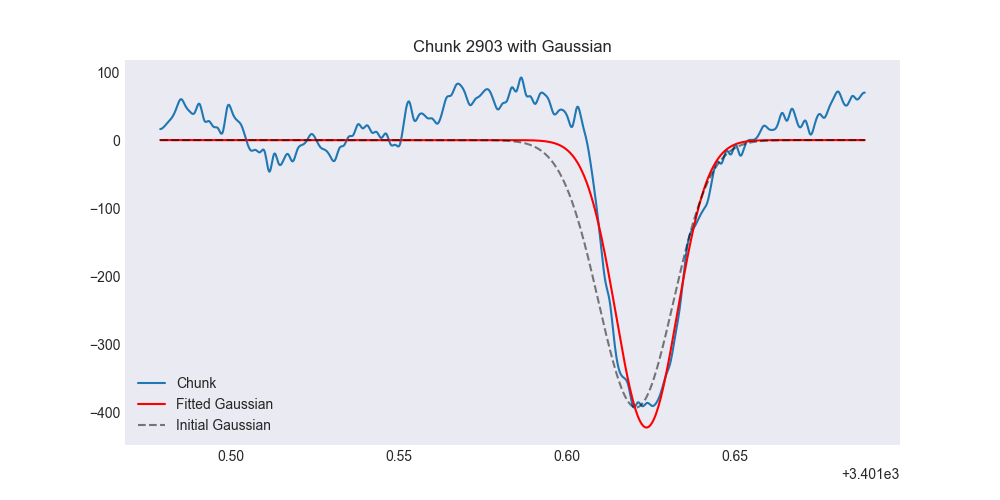 Chunk 2903 with Gaussian
100
0
−100
−200
−300
−400
Chunk
Fitted Gaussian
Initial Gaussian
0.50 0.55 0.60 0.65
+3.401e3